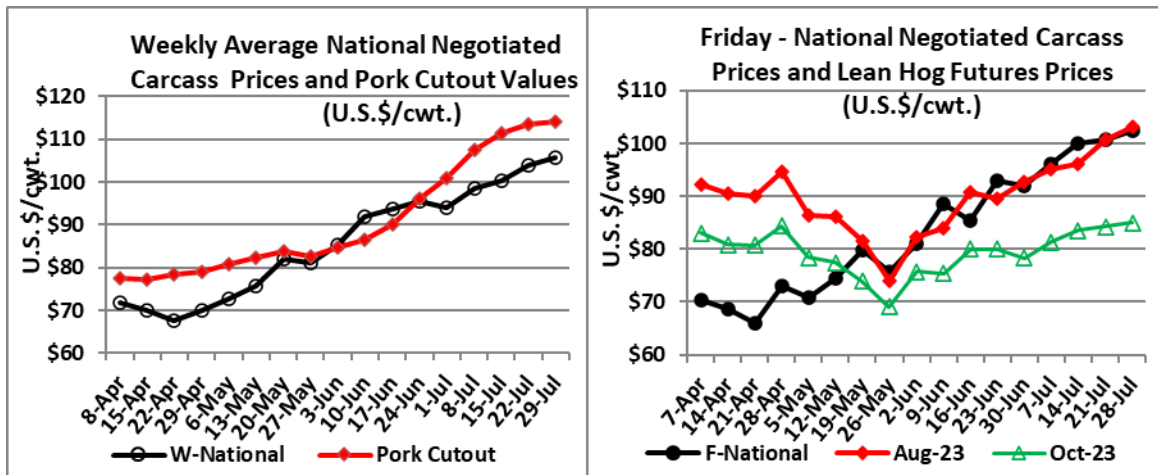 Weekly Average National Negotiated
Carcass Prices and Pork Cutout Values
(U.S.$/cwt.)
U.S. $/cwt.
$120
$110
$100
$90
$80
$70
$60
8-Apr
15-Apr
22-Apr
29-Apr
6-May
13-May
20-May
27-May
3-Jun
10-Jun
17-Jun
24-Jun
1-Jul
8-Jul
15-Jul
22-Jul
29-Jul
W-National
Pork Cutout
Friday - National Negotiated Carcass
Prices and Lean Hog Futures Prices
(U.S.$/cwt.)
U.S. $/cwt.
$110
$100
$90
$80
$70
$60
7-Apr
14-Apr
21-Apr
28-Apr
5-May
12-May
19-May
26-May
2-Jun
9-Jun
16-Jun
23-Jun
30-Jun
7-Jul
14-Jul
21-Jul
28-Jul
F-National
Aug-23
Oct-23